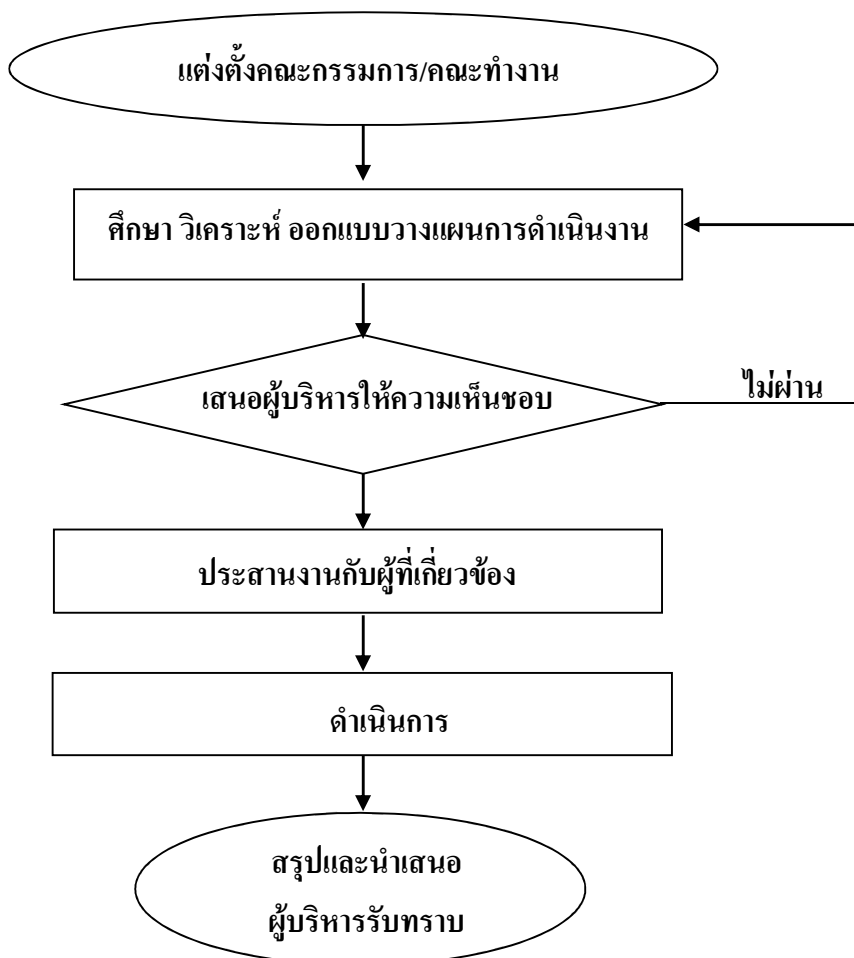 แต่งตั้งคณะกรรมการ/คณะทำงาน
ศึกษา วิเคราะห์ ออกแบบวางแผนการดำเนินงาน
เสนอผู้บริหารให้ความเห็นชอบ
ไม่ผ่าน
ประสานงานกับผู้ที่เกี่ยวข้อง
ดำเนินการ
สรุปและนำเสนอ
ผู้บริหารรับทราบ